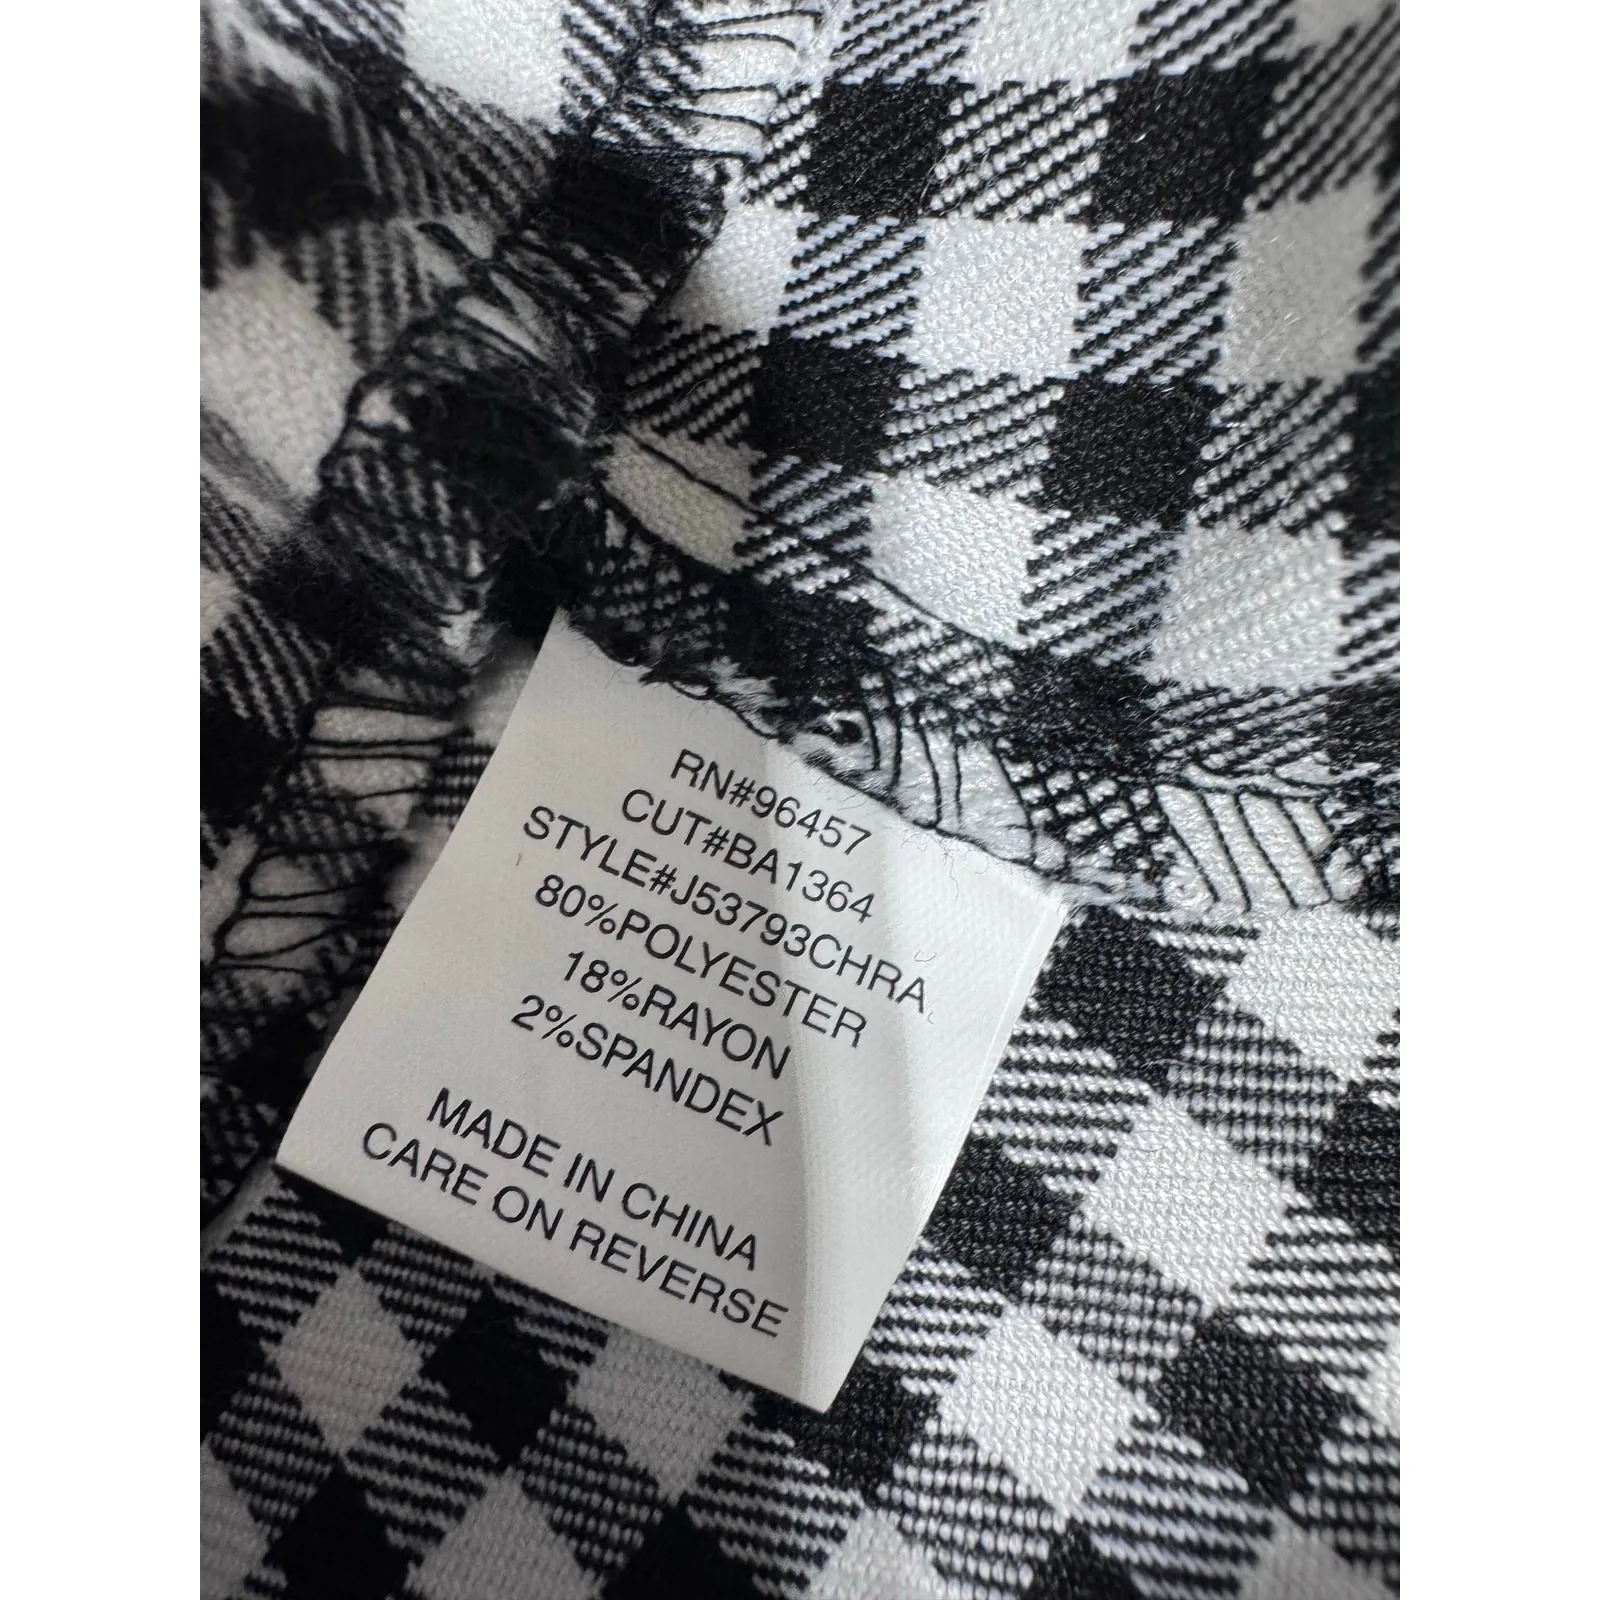 RN#96457
CUT#BA1364
STYLE#J53793CHRA
80%POLYESTER
18%RAYON
2%SPANDEX
MADE IN CHINA
CARE ON REVERSE